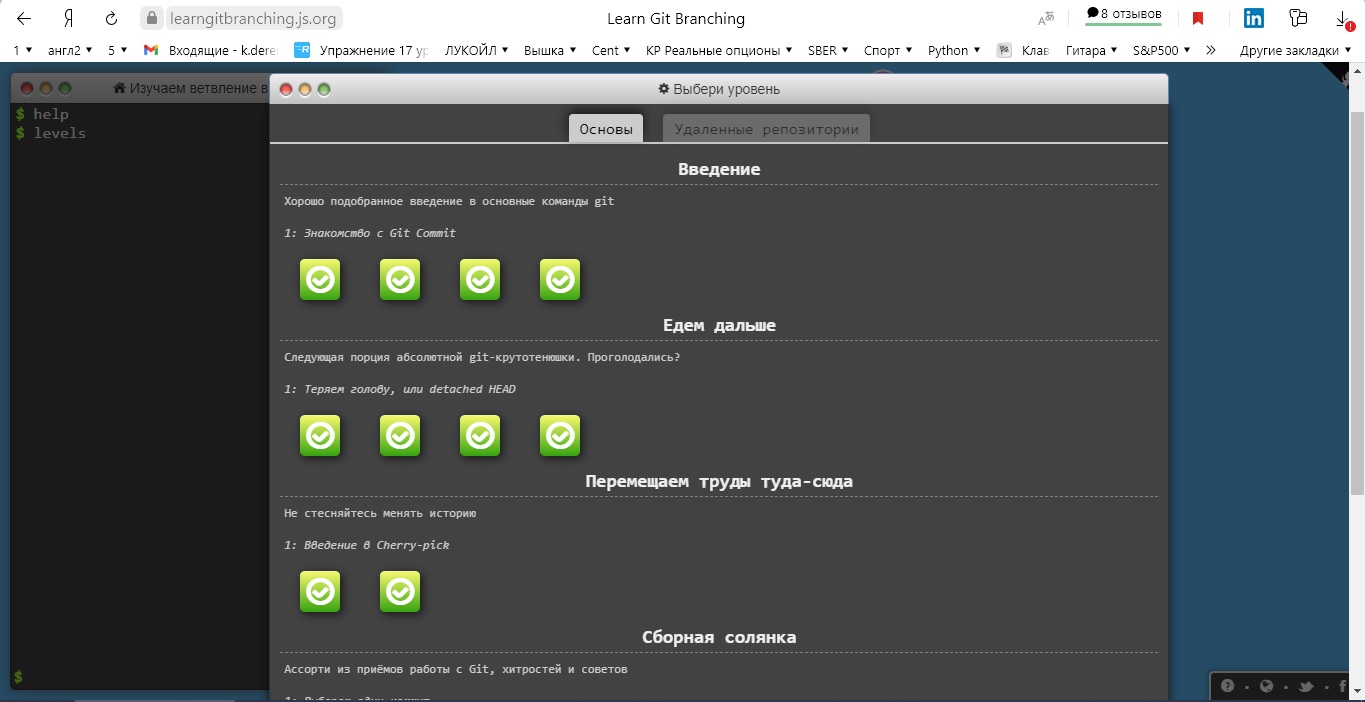 Я learngitbranching.js.org Learn Git Branching 8 отзывов in
1 англ2 5 Входящие - k.dere Упражнение 17 ур ЛУКОЙЛ Вышка Cent КР Реальные опционы SBER Спорт Python Клав Гитара S&P500 » Другие закладки
Изучаем ветвление в
$ help
$ levels
$
Выбери уровень
Основы Удаленные репозитории
Введение
Хорошо подобранное введение в основные команды git
1: Знакомство с Git Commit
Едем дальше
Следующая порция абсолютной git-крутотенюшки. Проголодались?
1: Теряем голову, или detached HEAD
Перемещаем труды туда-сюда
Не стесняйтесь менять историю
1: Введение в Cherry-pick
Сборная солянка
Ассорти из приёмов работы с Git, хитростей и советов